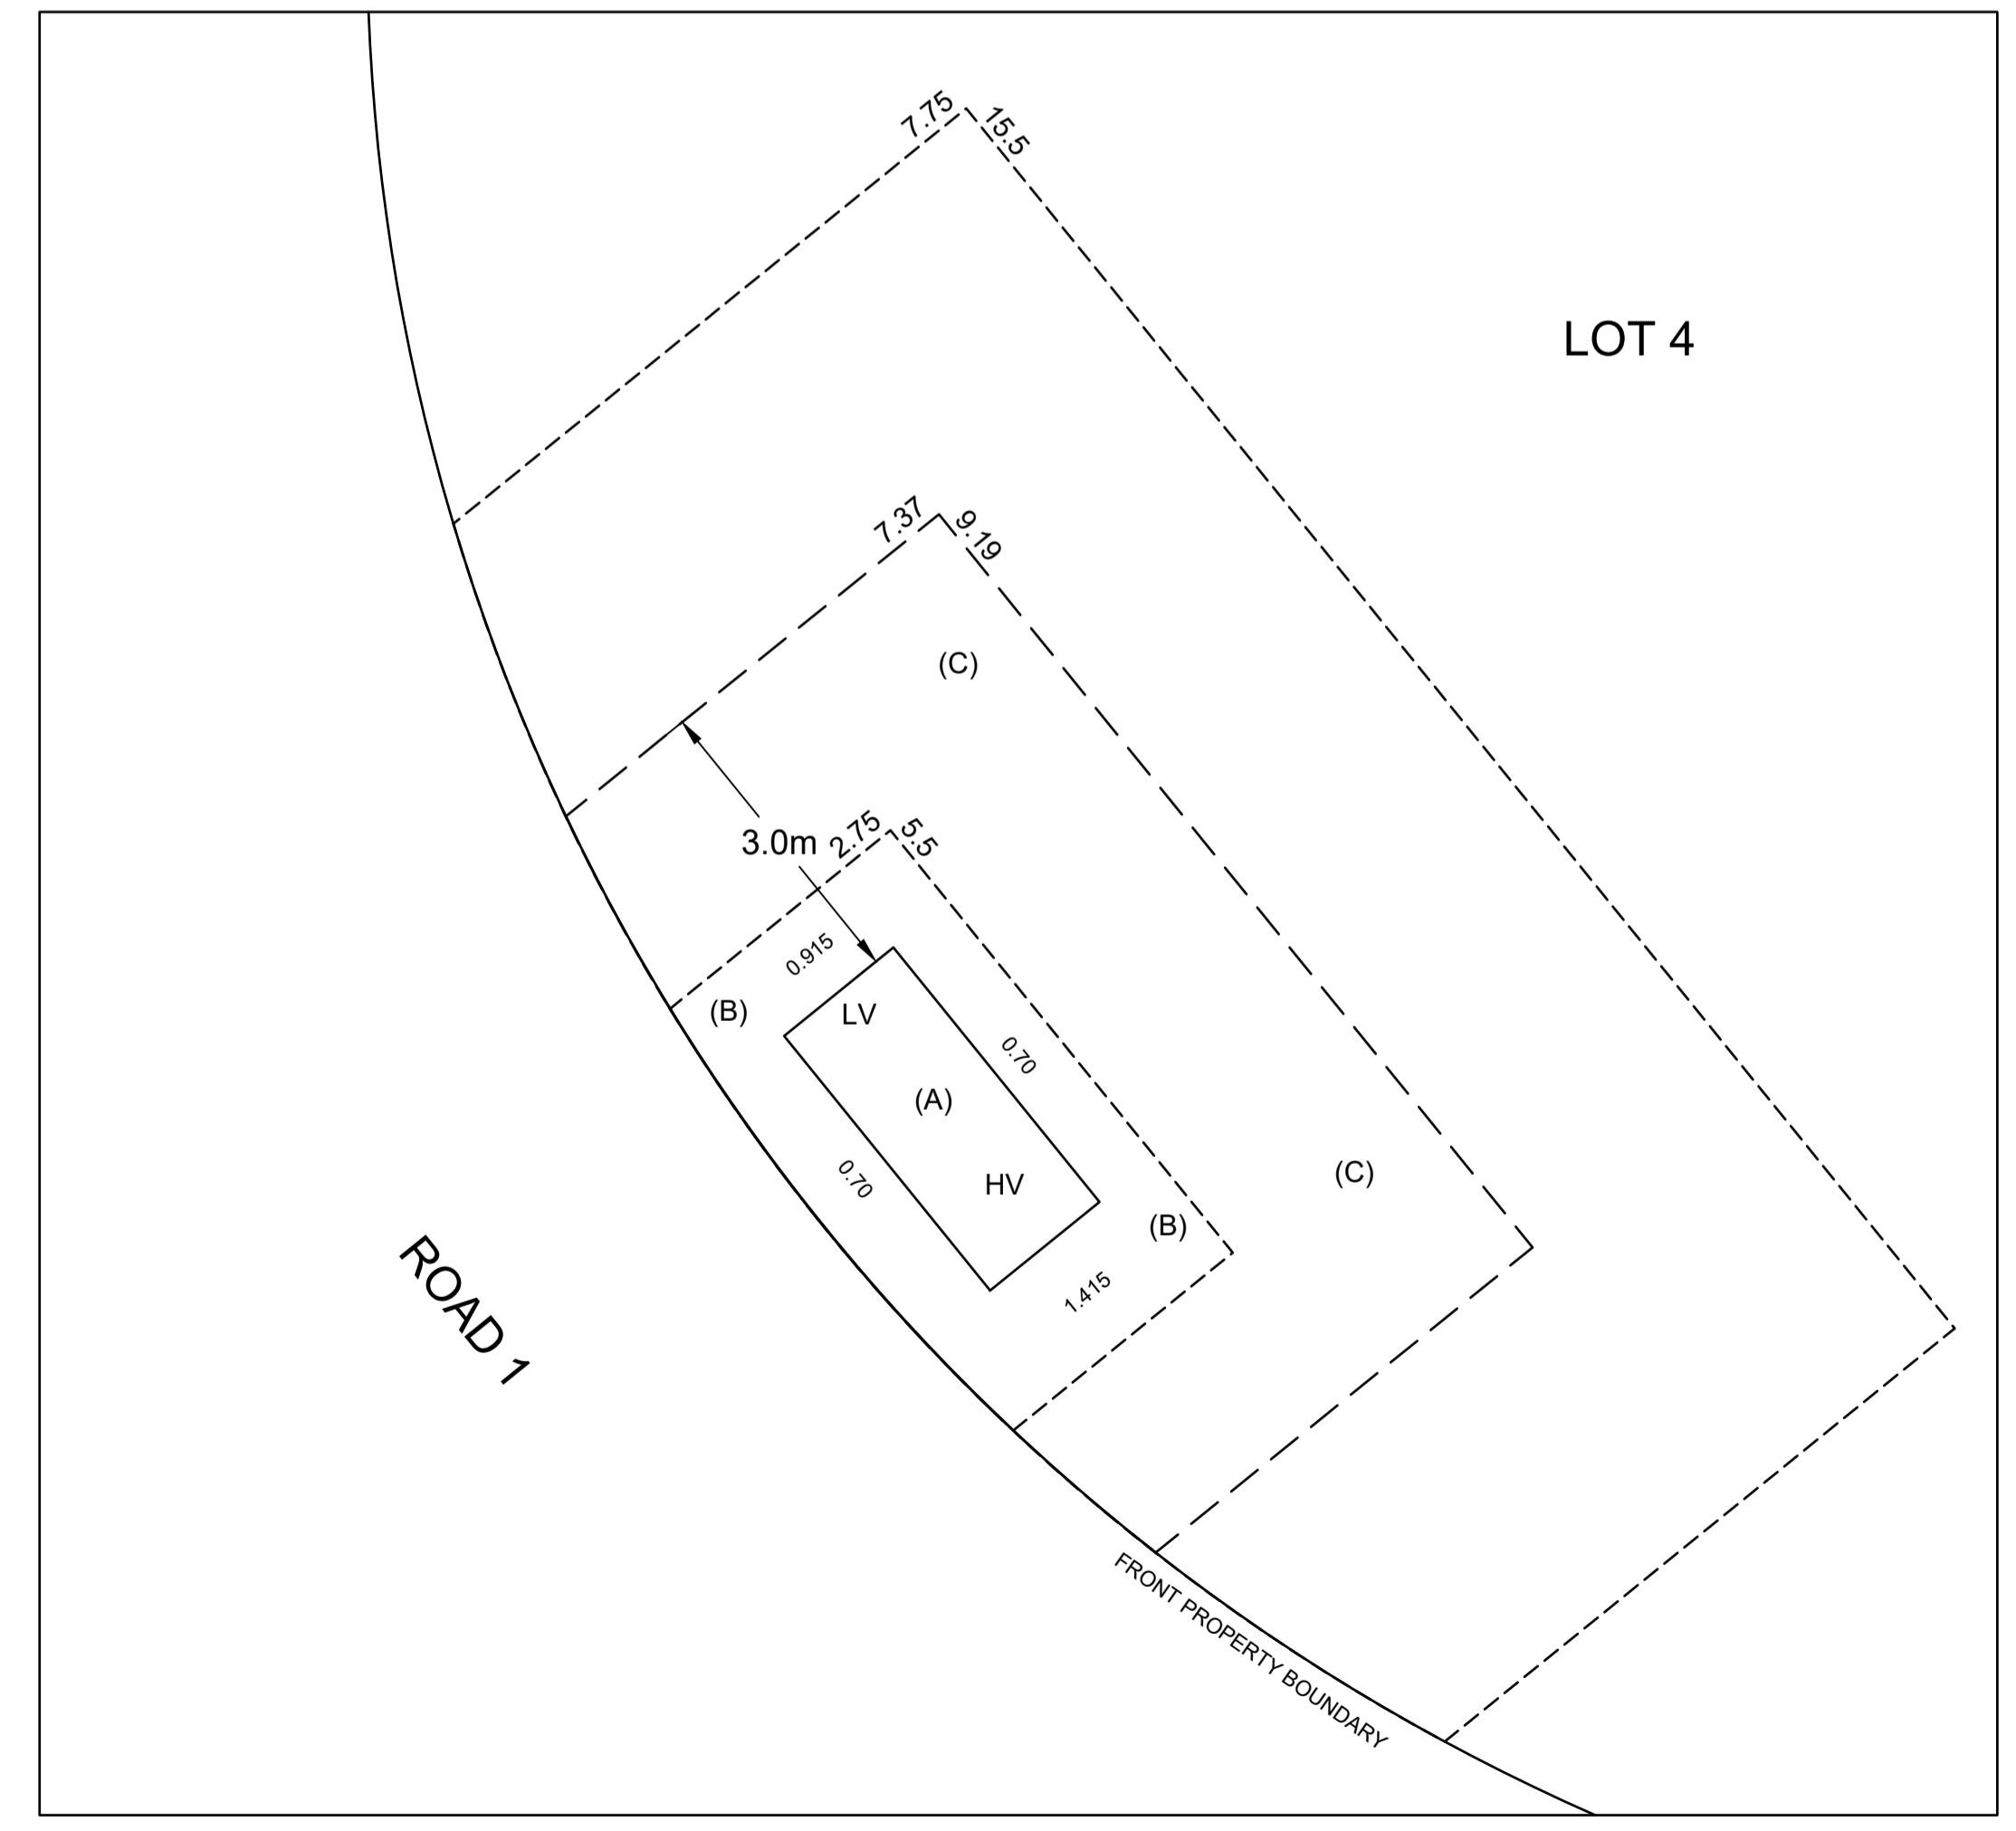 7.75
15.5
LOT 4
7.37
9.19
(C)
3.0m
2.75
5.5
0.915
(B)
LV
0.70
(A)
0.70
HV
(C)
(B)
1.415
ROAD 1
FRONT PROPERTY BOUNDARY